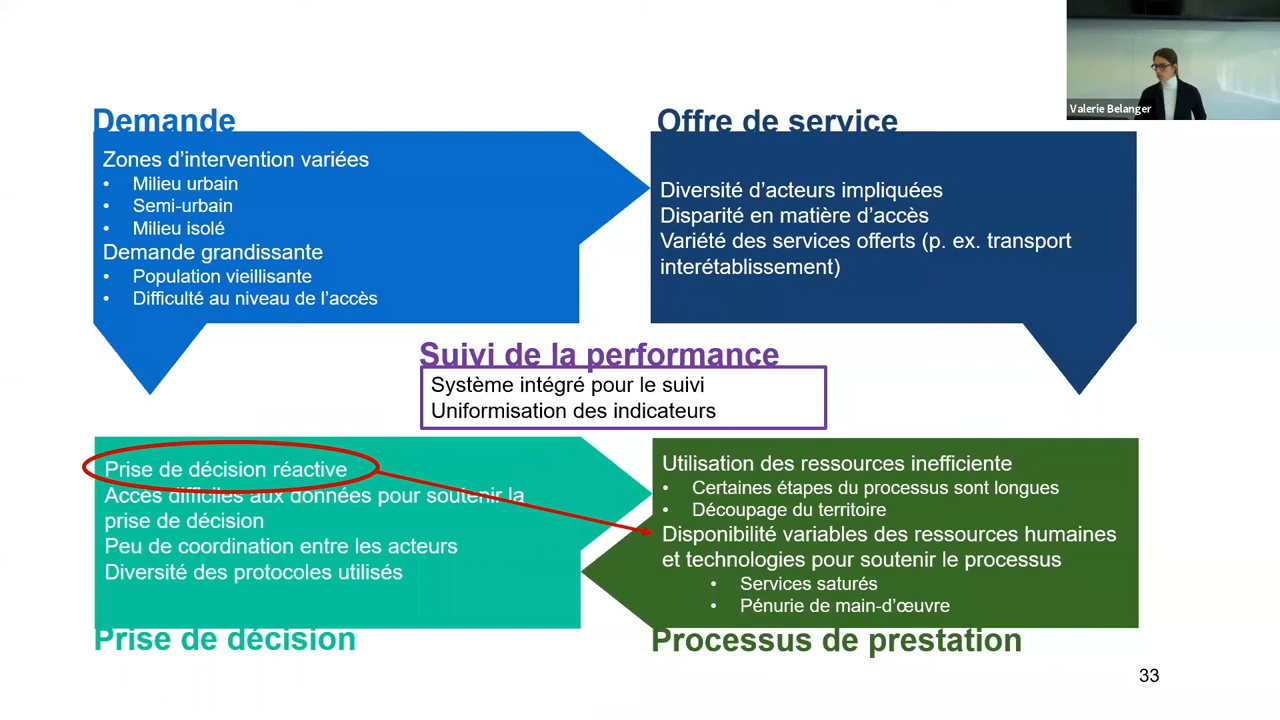 Valerie Belanger
Demande
Zones d’intervention variées
• Milieu urbain
• Semi-urbain
• Milieu isolé
Demande grandissante
• Population vieillisante
• Difficulté au niveau de l’accès
Offre de service
Diversité d’acteurs impliquées
Disparité en matière d’accès
Variété des services offerts (p. ex. transport
interétablissement)
Suivi de la performance
Système intégré pour le suivi
Uniformisation des indicateurs
Prise de décision réactive
Accès difficiles aux données pour soutenir la
prise de décision
Peu de coordination entre les acteurs
Diversité des protocoles utilisés
Prise de décision
Utilisation des ressources inefficiente
• Certaines étapes du processus sont longues
• Découpage du territoire
Disponibilité variables des ressources humaines
et technologies pour soutenir le processus
• Services saturés
• Pénurie de main-d’œuvre
Processus de prestation
33